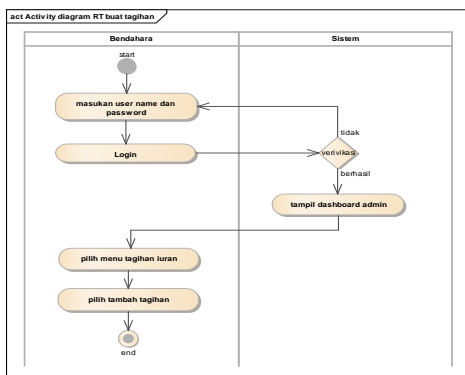 act Activity diagram RT buat tagihan
Bendahara
Sistem
start
masukan user name dan
password
tidak
Login
verivikasi
berhasil
tampil dashboard admin
pilih menu tagihan iuran
pilih tambah tagihan
end